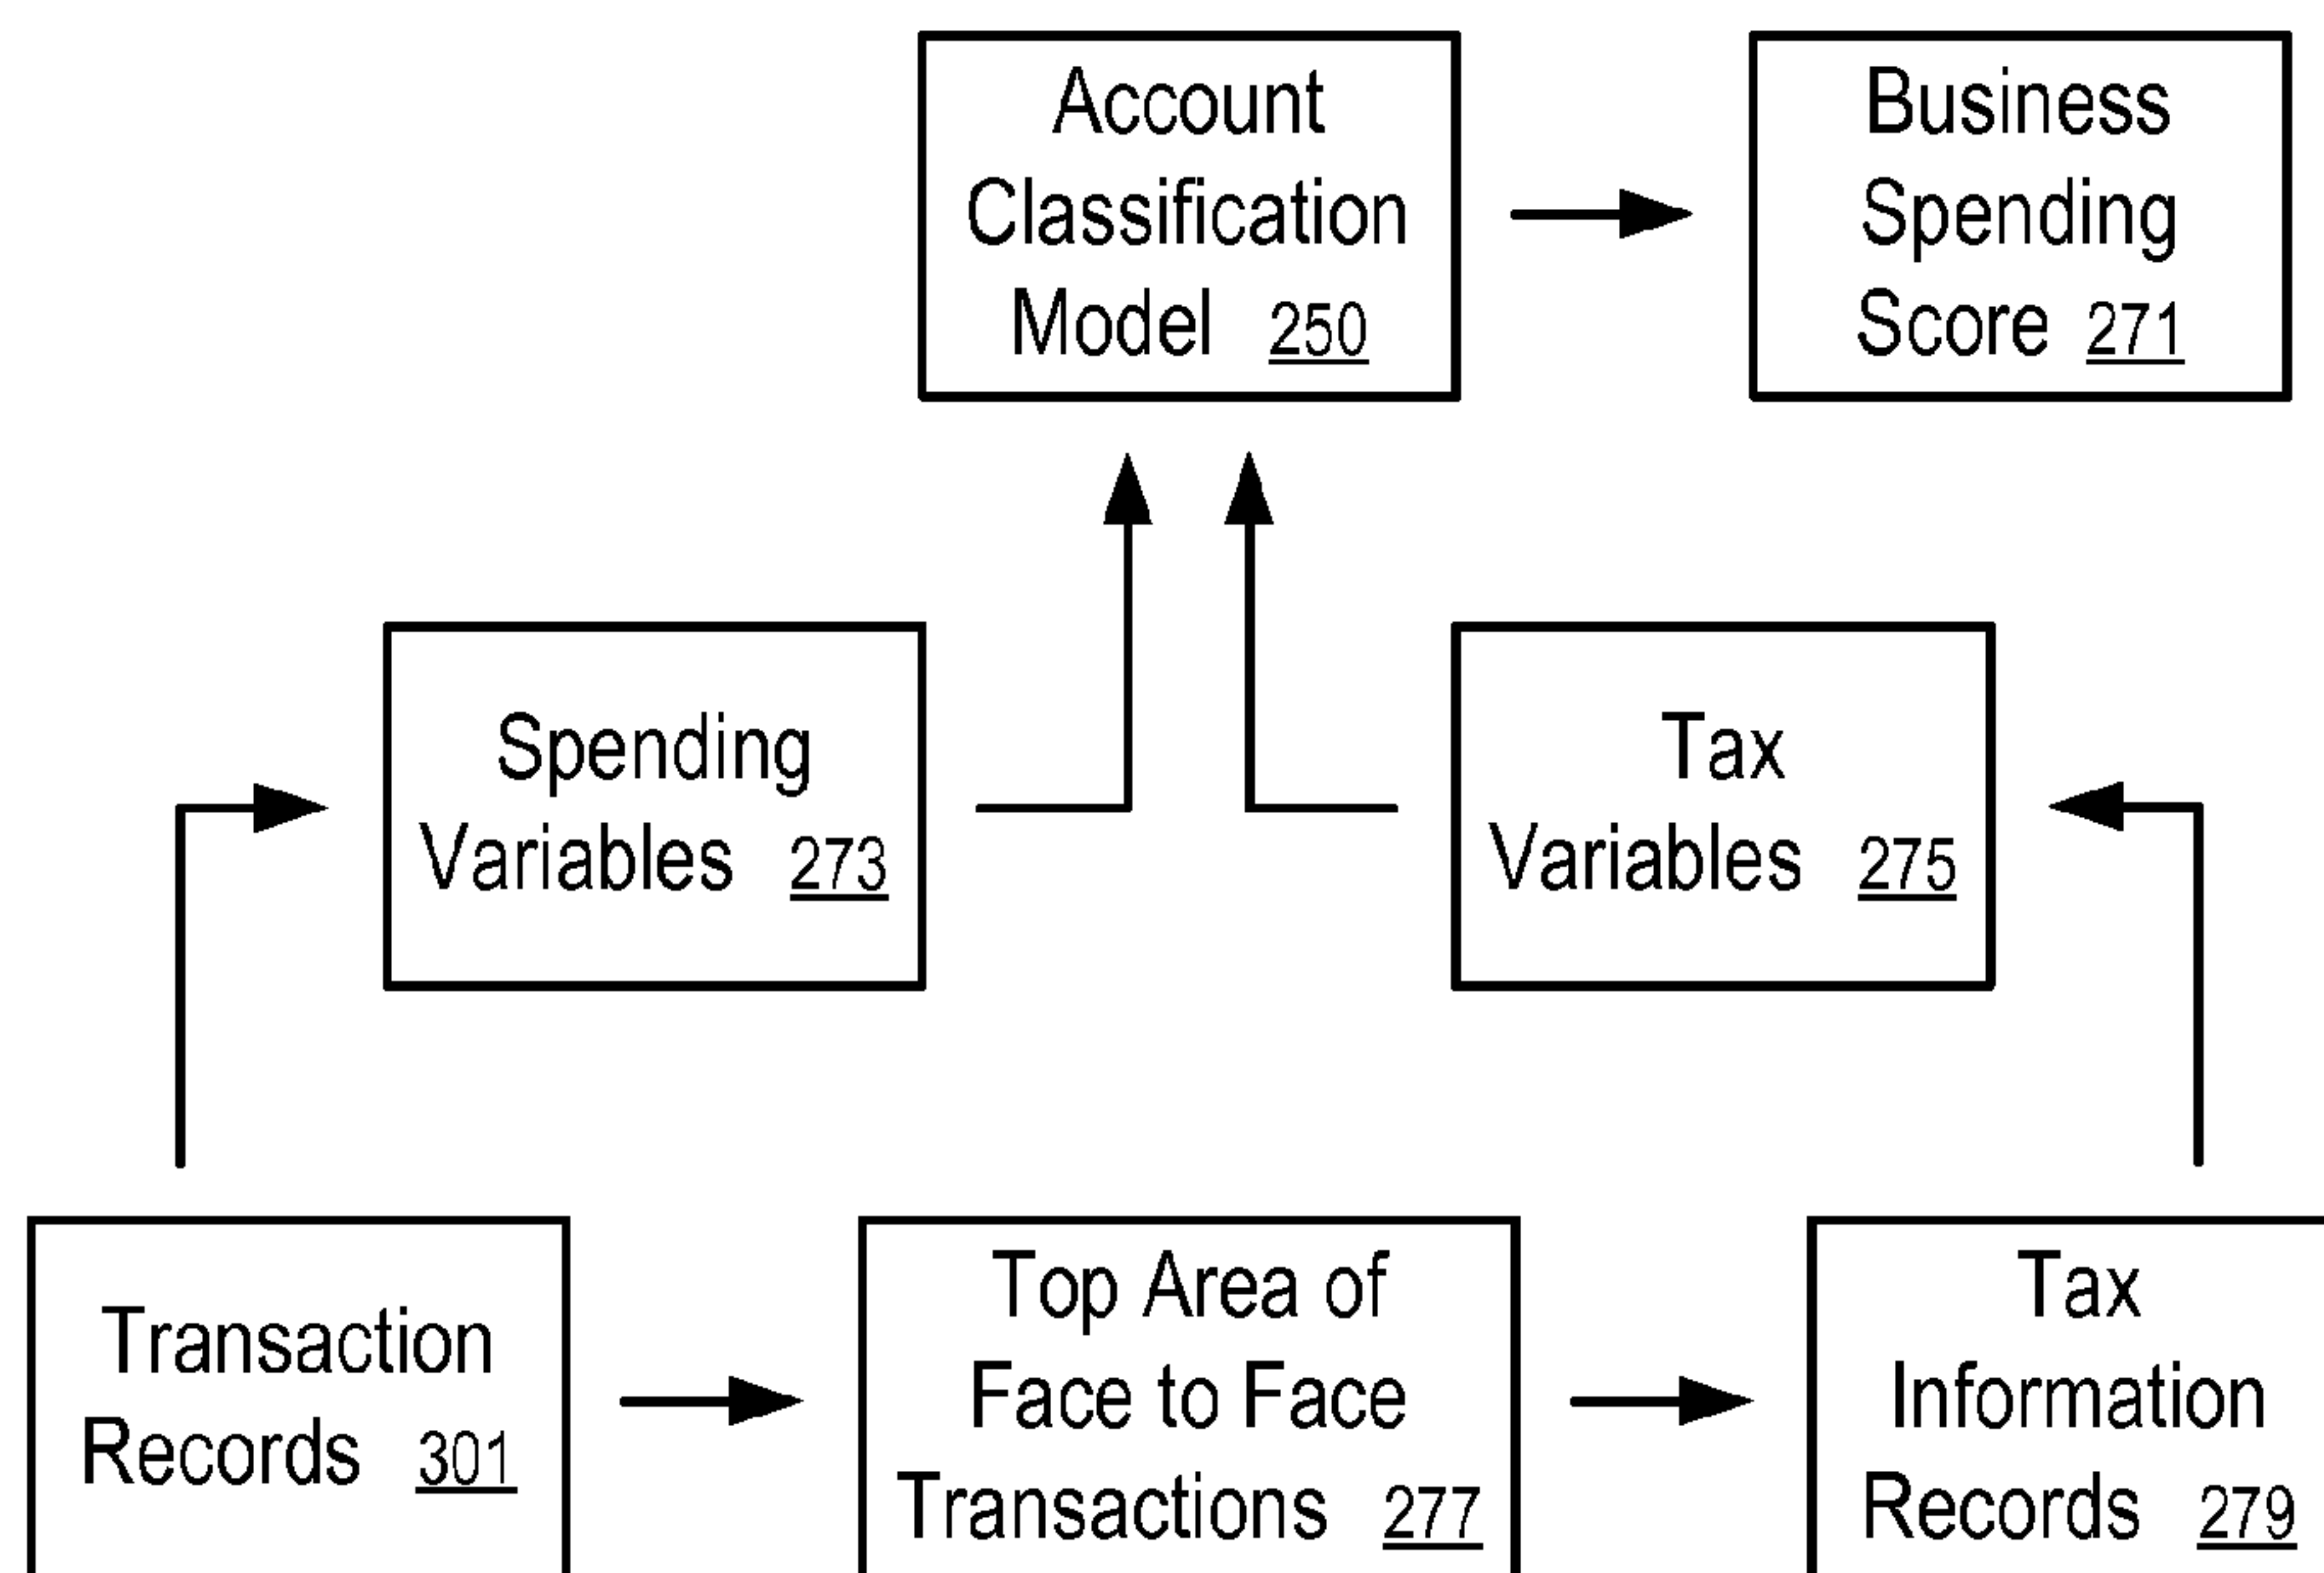 Account
Classification
Model 250
Business
Spending
Score 271
Spending
Variables 273
Tax
Variables 275
Transaction
Records 301
Top Area of
Face to Face
Transactions 277
Tax
Information
Records 279